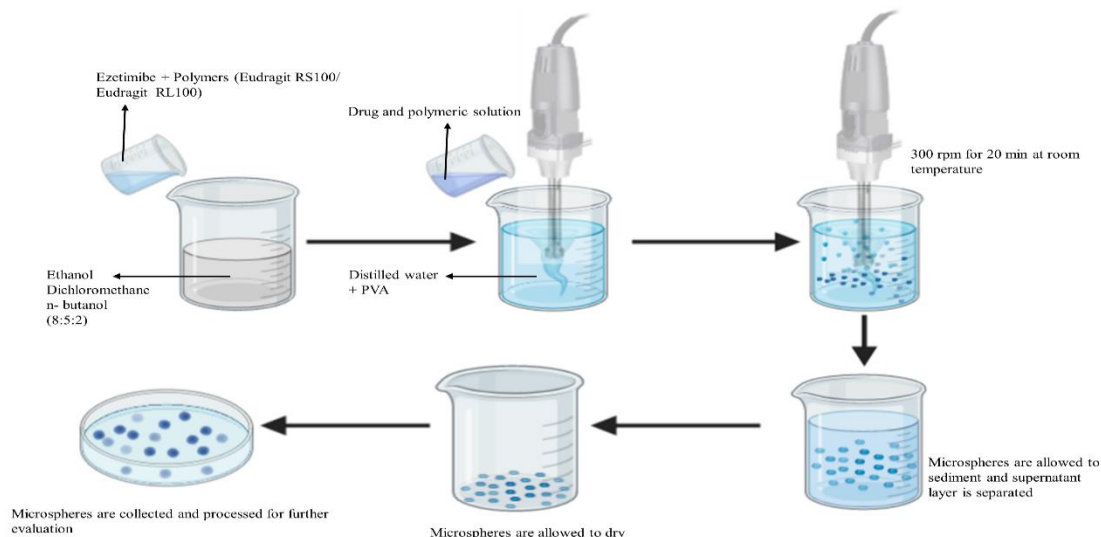 Ezetimibe + Polymers (Eudragit RS100/
Eudragit RL100)
Drug and polymeric solution
300 rpm for 20 min at room
temperature
Ethanol
Dichloromethane
n- butanol
(8:5:2)
Distilled water
+ PVA
Microspheres are allowed to
sediment and supernatant
layer is separated
Microspheres are allowed to dry
Microspheres are collected and processed for further
evaluation